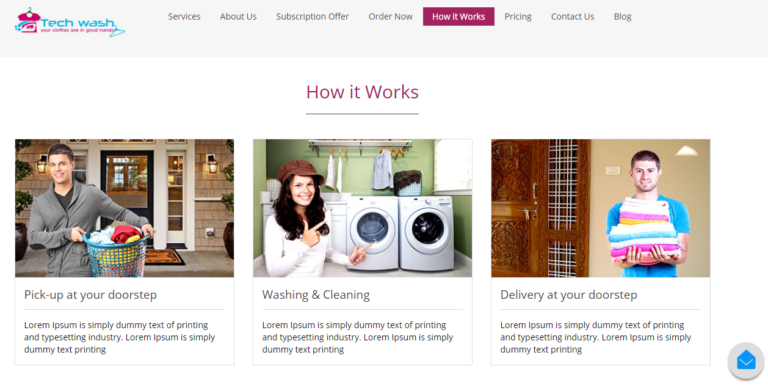 Tech wash
your clothes are in good hands
Services About Us Subscription Offer Order Now How it Works Pricing Contact Us Blog
How it Works
Pick-up at your doorstep
Lorem Ipsum is simply dummy text of printing
and typesetting industry. Lorem Ipsum is simply
dummy text printing
Washing & Cleaning
Lorem Ipsum is simply dummy text of printing
and typesetting industry. Lorem Ipsum is simply
dummy text printing
Delivery at your doorstep
Lorem Ipsum is simply dummy text of printing
and typesetting industry. Lorem Ipsum is simply
dummy text printing